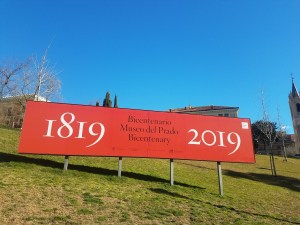 1819
Bicentenario
Museo del Prado
Bicentenary
2019